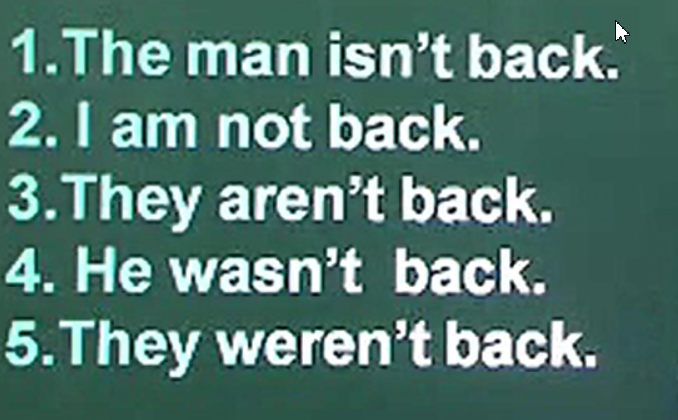 1.The man isn't back.
2. I am not back.
3.They aren't back.
4. He wasn't  back.
5.They weren't back.